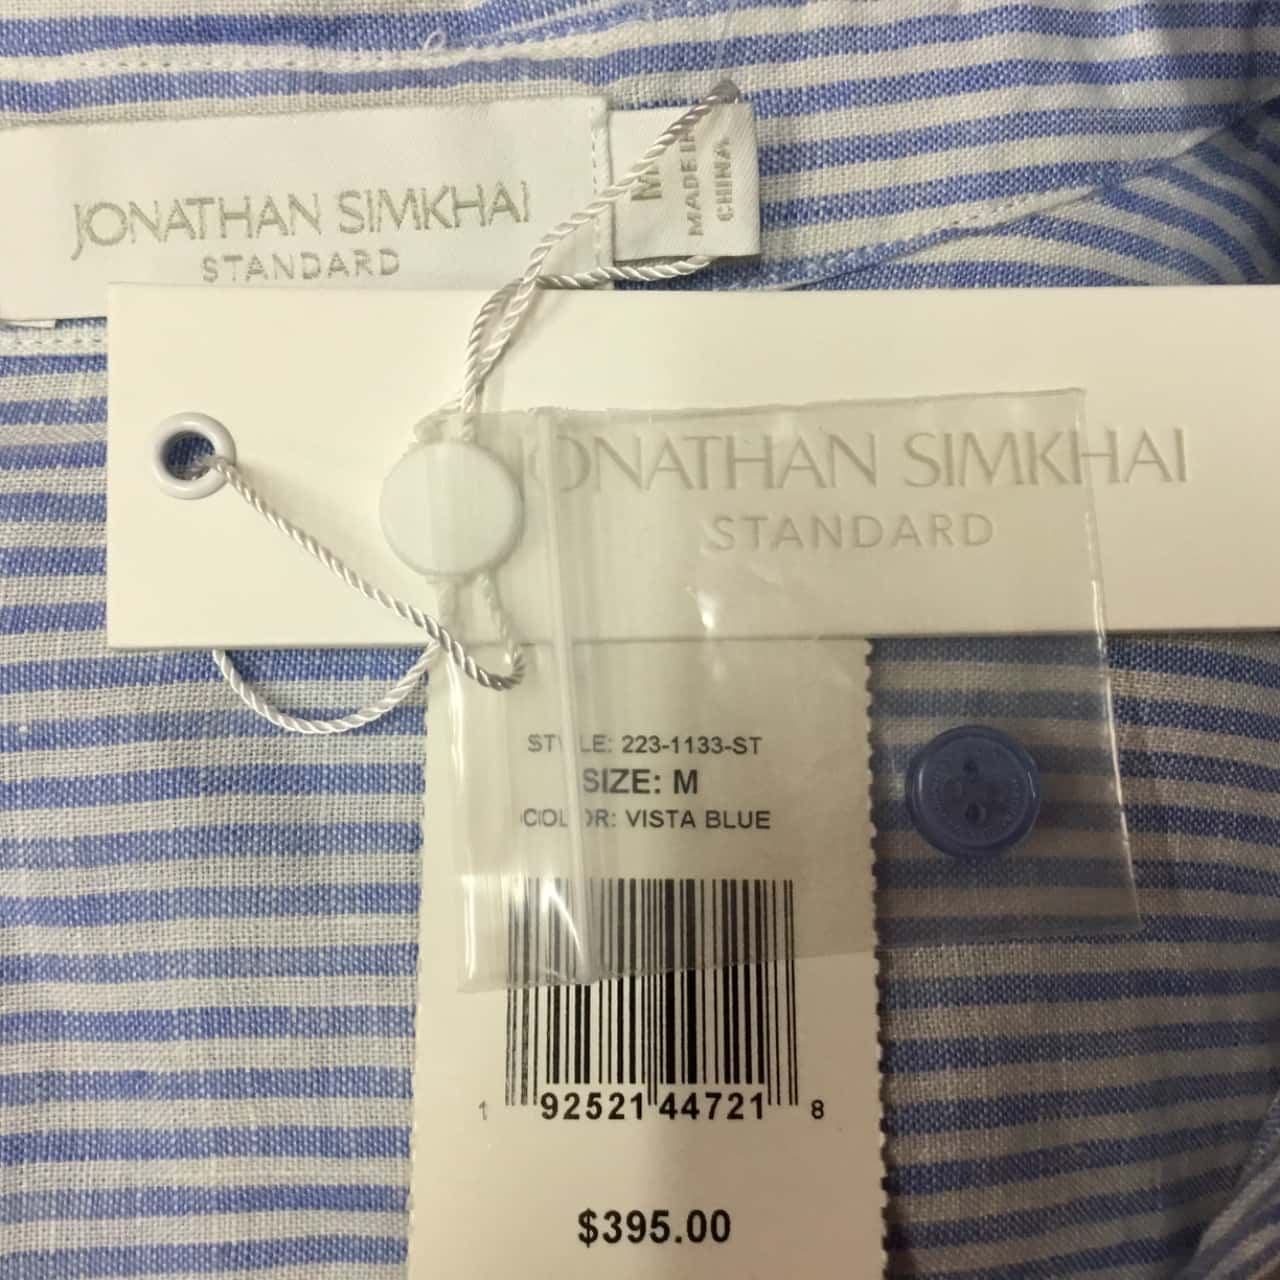 JONATHAN SIMKHAI
STANDARD
M
MADE IN
CHINA
JONATHAN SIMKHAI
STANDARD
STYLE: 223-1133-ST
SIZE: M
COLOR: VISTA BLUE
1 92521 44721 8
$395.00